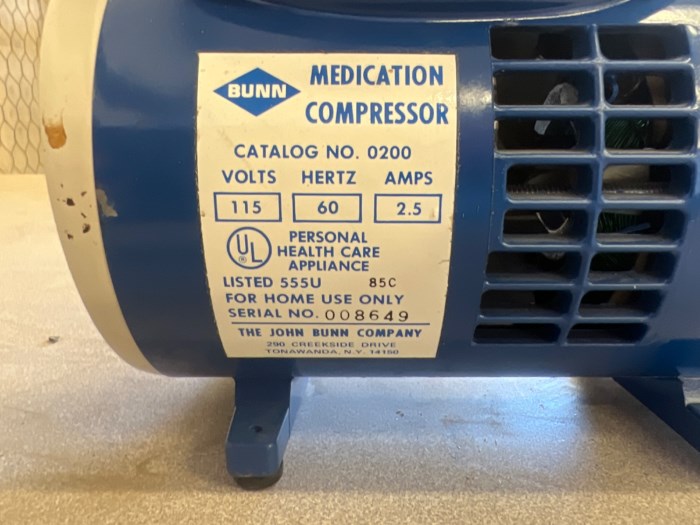 BUNN
MEDICATION
COMPRESSOR
CATALOG NO. 0200
VOLTS HERTZ AMPS
115 60 2.5
UL
PERSONAL
HEALTH CARE
APPLIANCE
LISTED 555U 85C
FOR HOME USE ONLY
SERIAL NO. 008649
THE JOHN BUNN COMPANY
290 CREEKSIDE DRIVE
TONAWANDA, N.Y. 14150